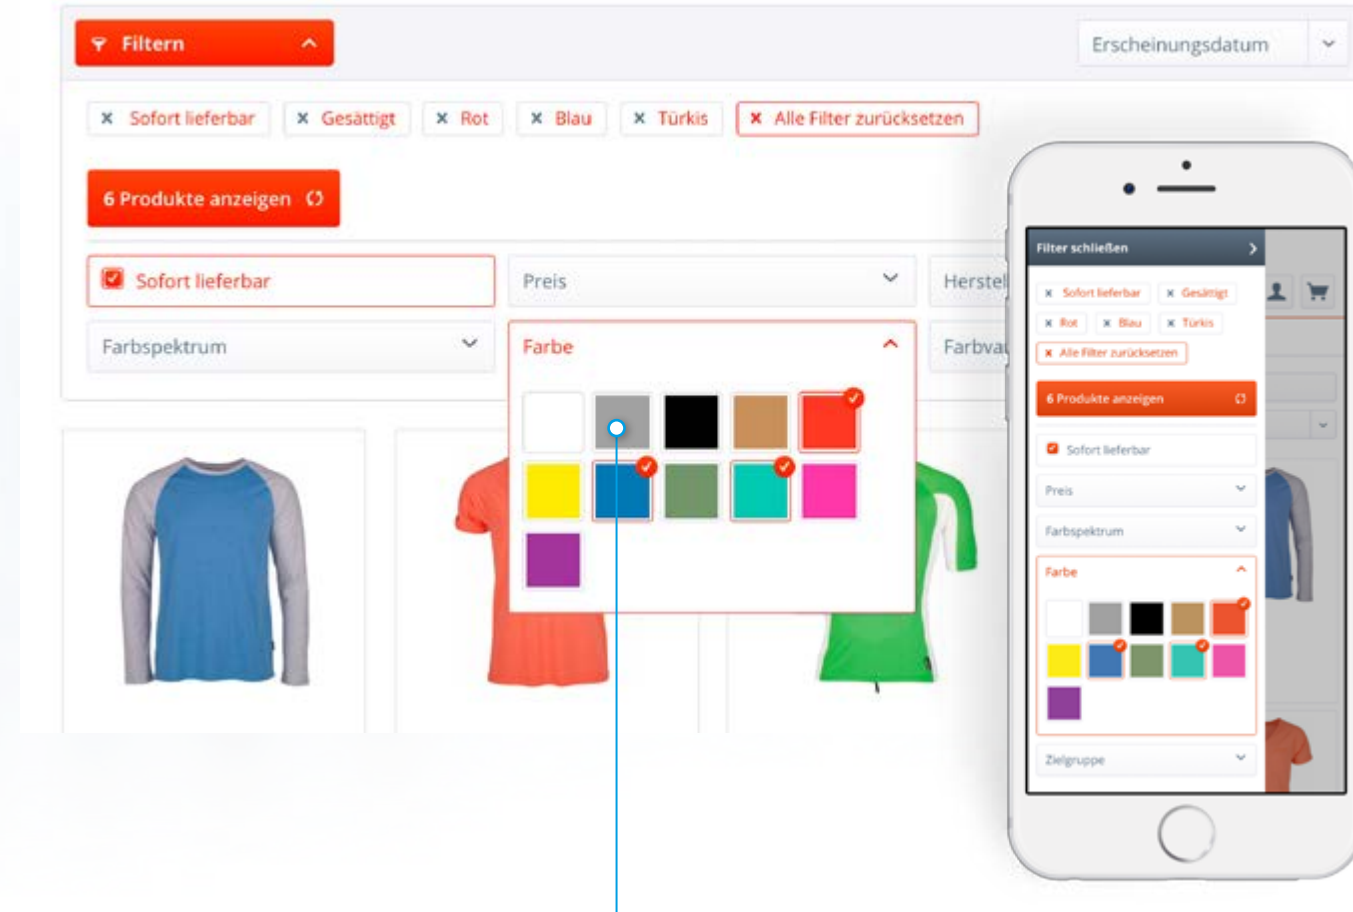 Filtern
Erscheinungsdatum
Sofort lieferbar
Gesättigt
Rot
Blau
Türkis
Alle Filter zurücksetzen
6 Produkte anzeigen
Sofort lieferbar
Preis
Herstel
Farbspektrum
Farbe
Farbvar
Filter schließen
Sofort lieferbar
Gesättigt
Rot
Blau
Türkis
Alle Filter zurücksetzen
6 Produkte anzeigen
Sofort lieferbar
Preis
Farbspektrum
Farbe
Zielgruppe